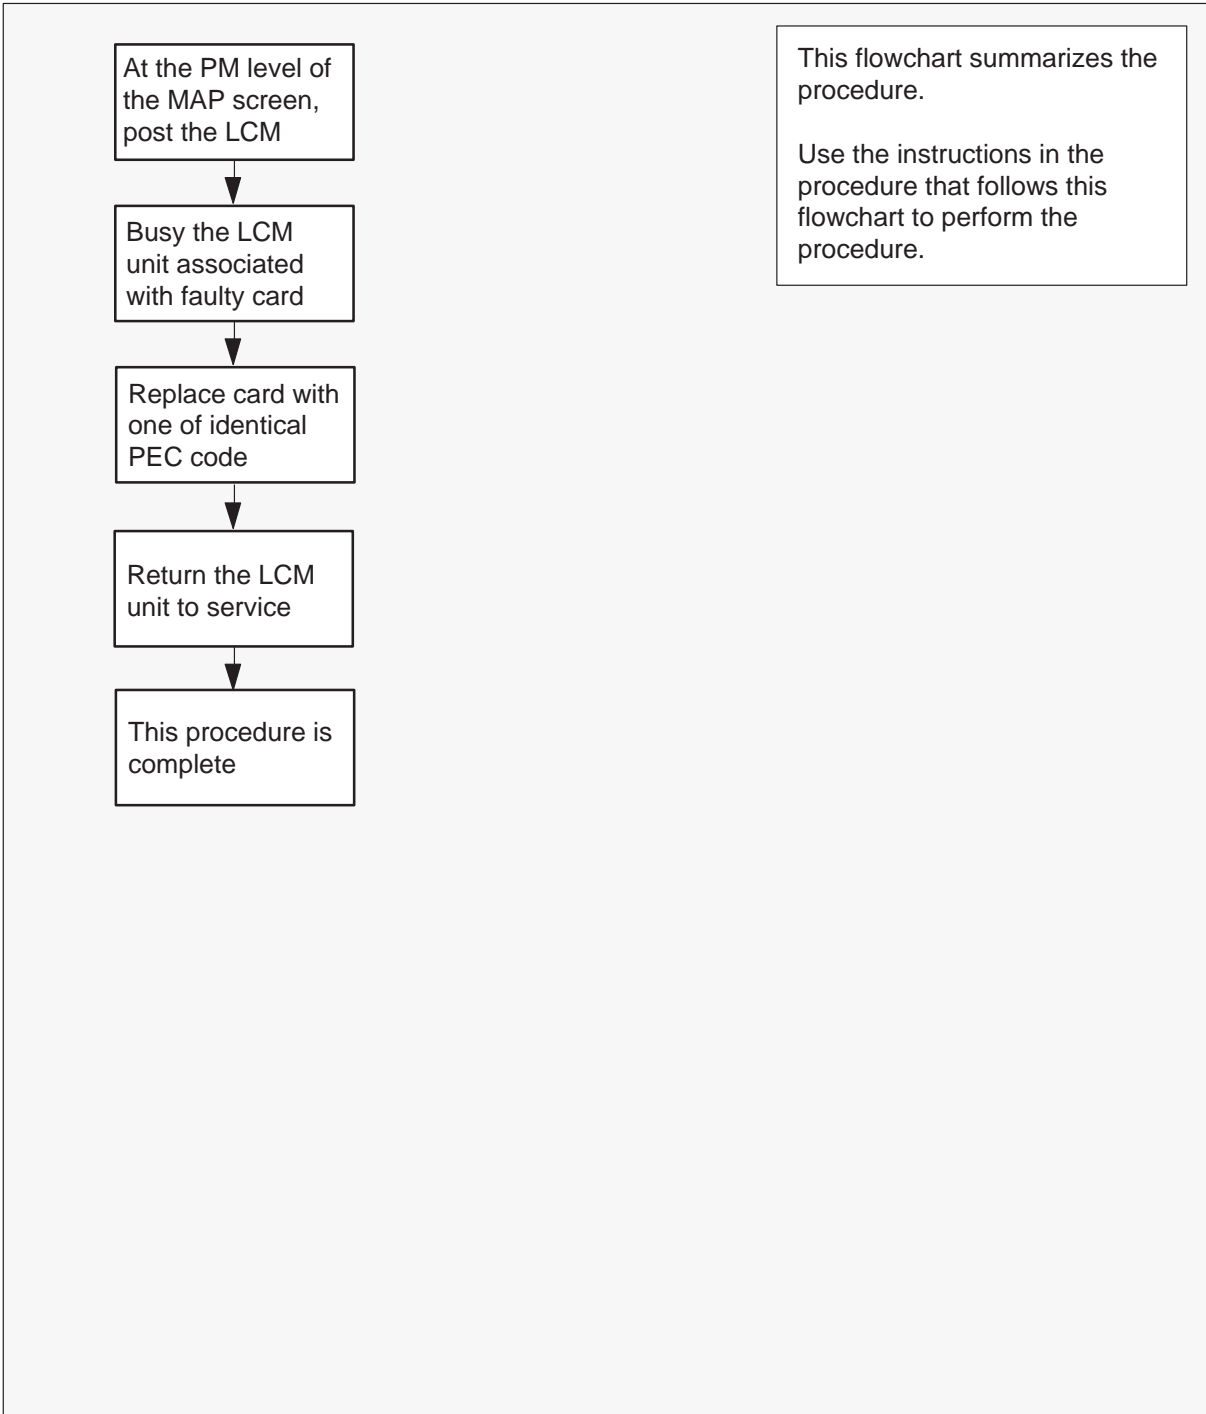 At the PM level of
the MAP screen,
post the LCM
Busy the LCM
unit associated
with faulty card
Replace card with
one of identical
PEC code
Return the LCM
unit to service
This procedure is
complete
This flowchart summarizes the
procedure.
Use the instructions in the
procedure that follows this
flowchart to perform the
procedure.